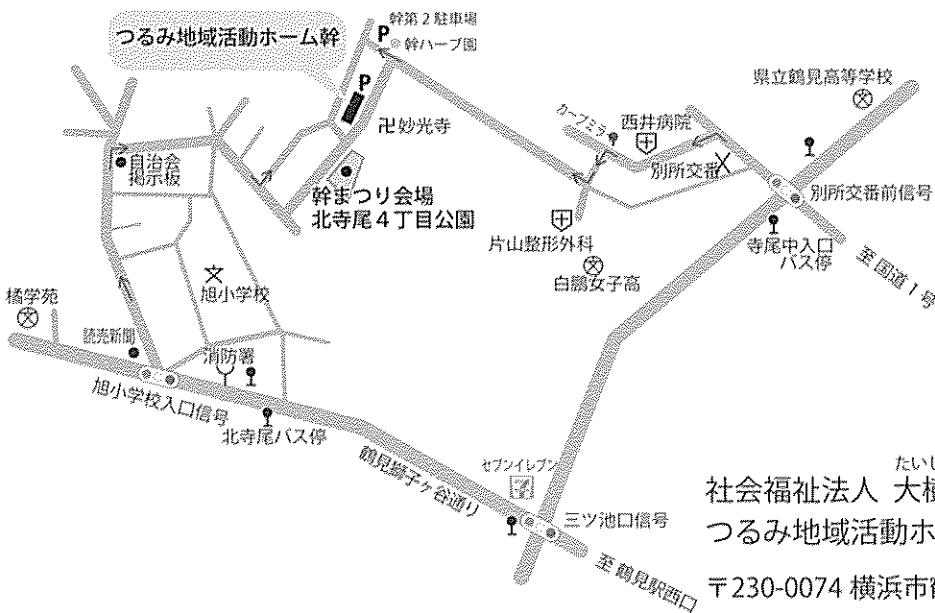 幹第2駐車場
P
幹ハーブ園
つるみ地域活動ホーム幹
P
卍妙光寺
県立鶴見高等学校
カーブミラー
西井病院
別所交番
自治会
掲示板
幹まつり会場
北寺尾4丁目公園
別所交番前信号
片山整形外科
白鵬女子高
寺尾中入口
バス停
至 国道1号
旭小学校
橘学苑
読売新聞
消防署
旭小学校入口信号
北寺尾バス停
鶴見獅子ヶ谷通り
セブンイレブン
三ツ池口信号
至 鶴見駅西口
たいし
社会福祉法人 大樹
つるみ地域活動ホ
〒230-0074 横浜市